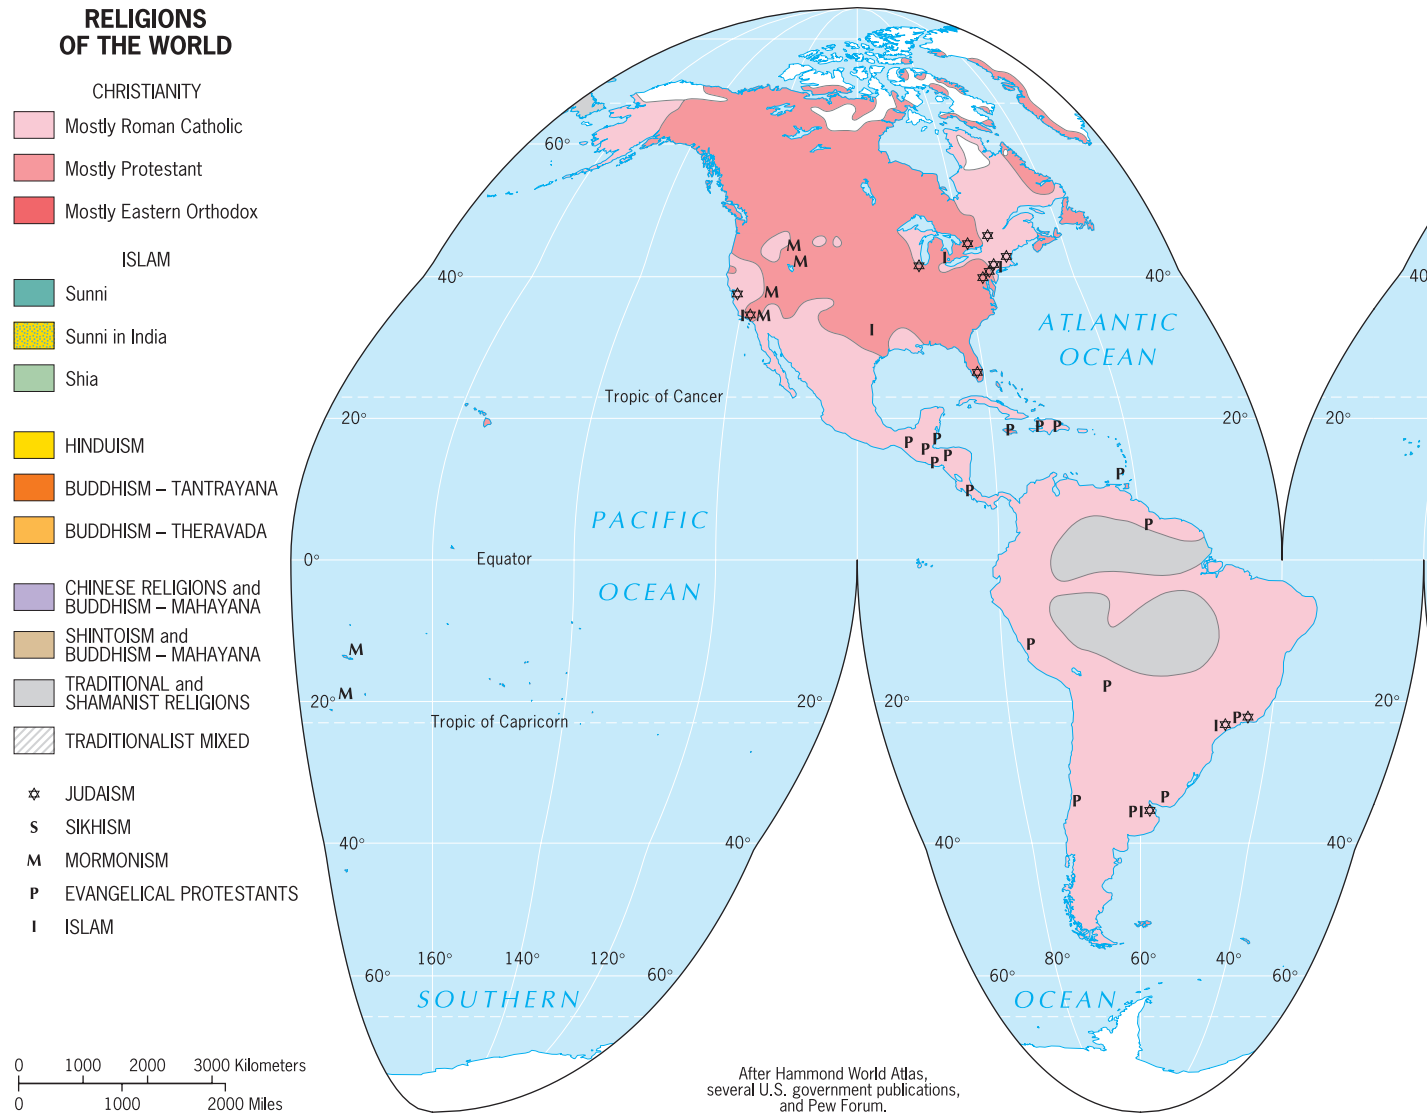 RELIGIONS
OF THE WORLD
CHRISTIANITY
Mostly Roman Catholic
Mostly Protestant
Mostly Eastern Orthodox
ISLAM
Sunni
Sunni in India
Shia
HINDUISM
BUDDHISM – TANTRAYANA
BUDDHISM – THERAVADA
CHINESE RELIGIONS and
BUDDHISM – MAHAYANA
SHINTOISM and
BUDDHISM – MAHAYANA
TRADITIONAL and
SHAMANIST RELIGIONS
TRADITIONALIST MIXED
JUDAISM
S SIKHISM
M MORMONISM
P EVANGELICAL PROTESTANTS
I ISLAM
0 1000 2000 3000 Kilometers
0 1000 2000 Miles
60°
40° 40° 40
M
M
I
I
M
I M
I
ATLANTIC
OCEAN
Tropic of Cancer
20° 20° 20°
P P P
P P
P P
P
P
P
P
PACIFIC
OCEAN
0° Equator
M
M
P
P
20° 20° 20° 20°
Tropic of Capricorn
I P
P
P I P
40° 40° 40° 40°
160° 140° 120°
60° 60°
80° 60° 40°
60° 60°
SOUTHERN OCEAN
After Hammond World Atlas,
several U.S. government publications,
and Pew Forum.